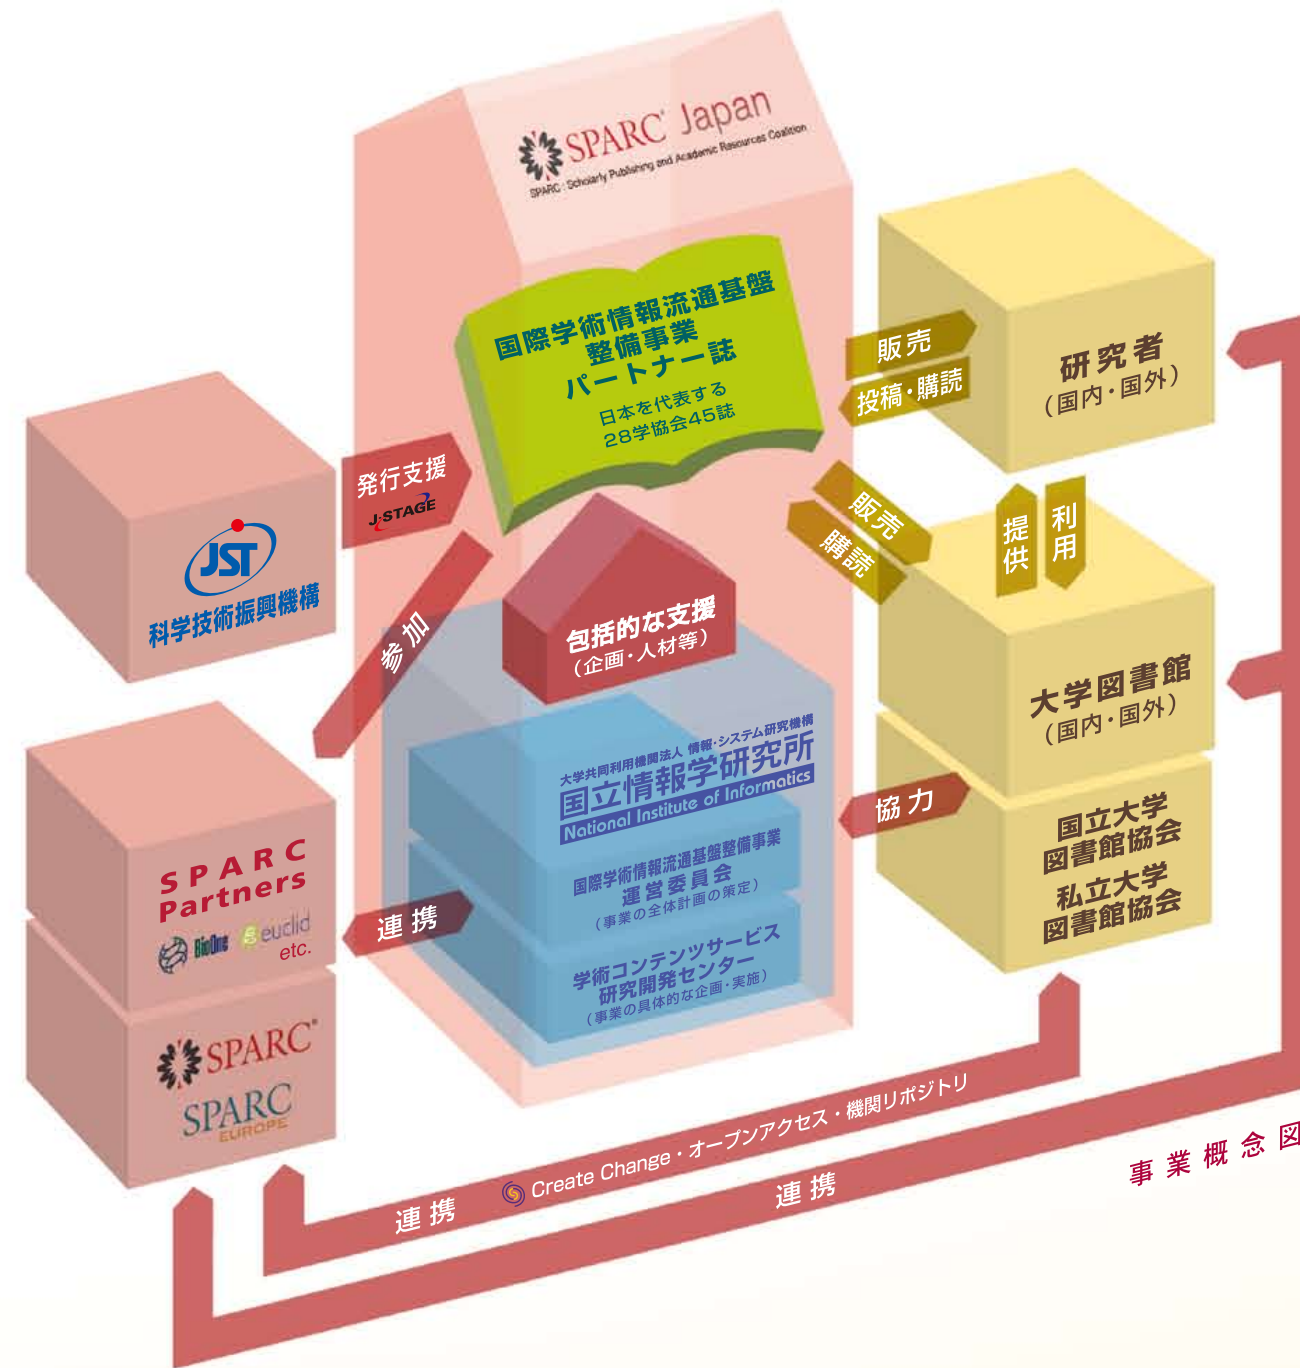 SPARC® Japan
SPARC : Scholarly Publishing and Academic Resources Coalition
国際学術情報流通基盤
整備事業
パートナー誌
日本を代表する
28学協会45誌
販売
投稿・購読
研究者
（国内・国外）
発行支援
J-STAGE
JST
科学技術振興機構
参加
販売
購読
提供
利用
包括的な支援
（企画・人材等）
大学図書館
（国内・国外）
大学共同利用機関法人 情報・システム研究機構
国立情報学研究所
National Institute of Informatics
協力
国際学術情報流通基盤整備事業
運営委員会
（事業の全体計画の策定）
国立大学
図書館協会
私立大学
図書館協会
SPARC
Partners
BioOne
euclid
etc.
連携
学術コンテンツサービス
研究開発センター
（事業の具体的な企画・実施）
SPARC®
SPARC
EUROPE
連携
Create Change・オープンアクセス・機関リポジトリ
連携
事業概念図